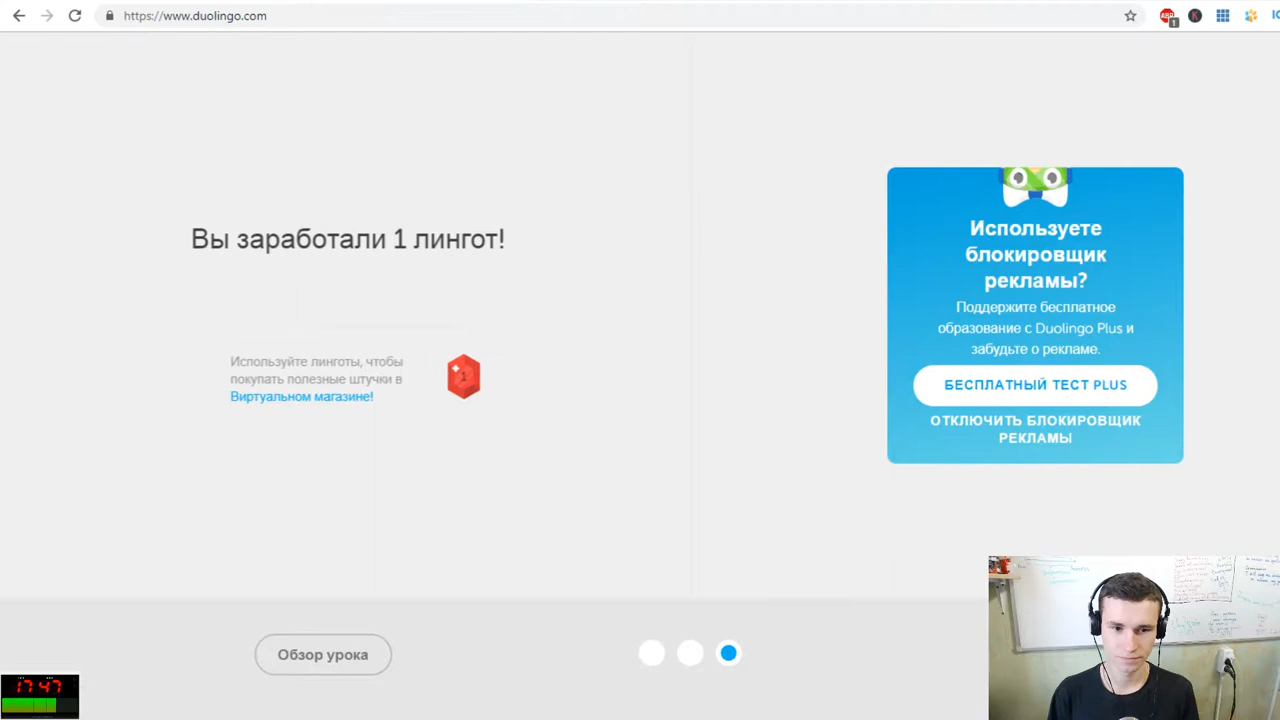 https://www.duolingo.com
Вы заработали 1 лингот!
Используйте линготы, чтобы
покупать полезные штучки в
Виртуальном магазине!
1
Используете
блокировщик
рекламы?
Поддержите бесплатное
образование с Duolingo Plus и
забудьте о рекламе.
БЕСПЛАТНЫЙ ТЕСТ PLUS
ОТКЛЮЧИТЬ БЛОКИРОВЩИК
РЕКЛАМЫ
Обзор урока
17 47